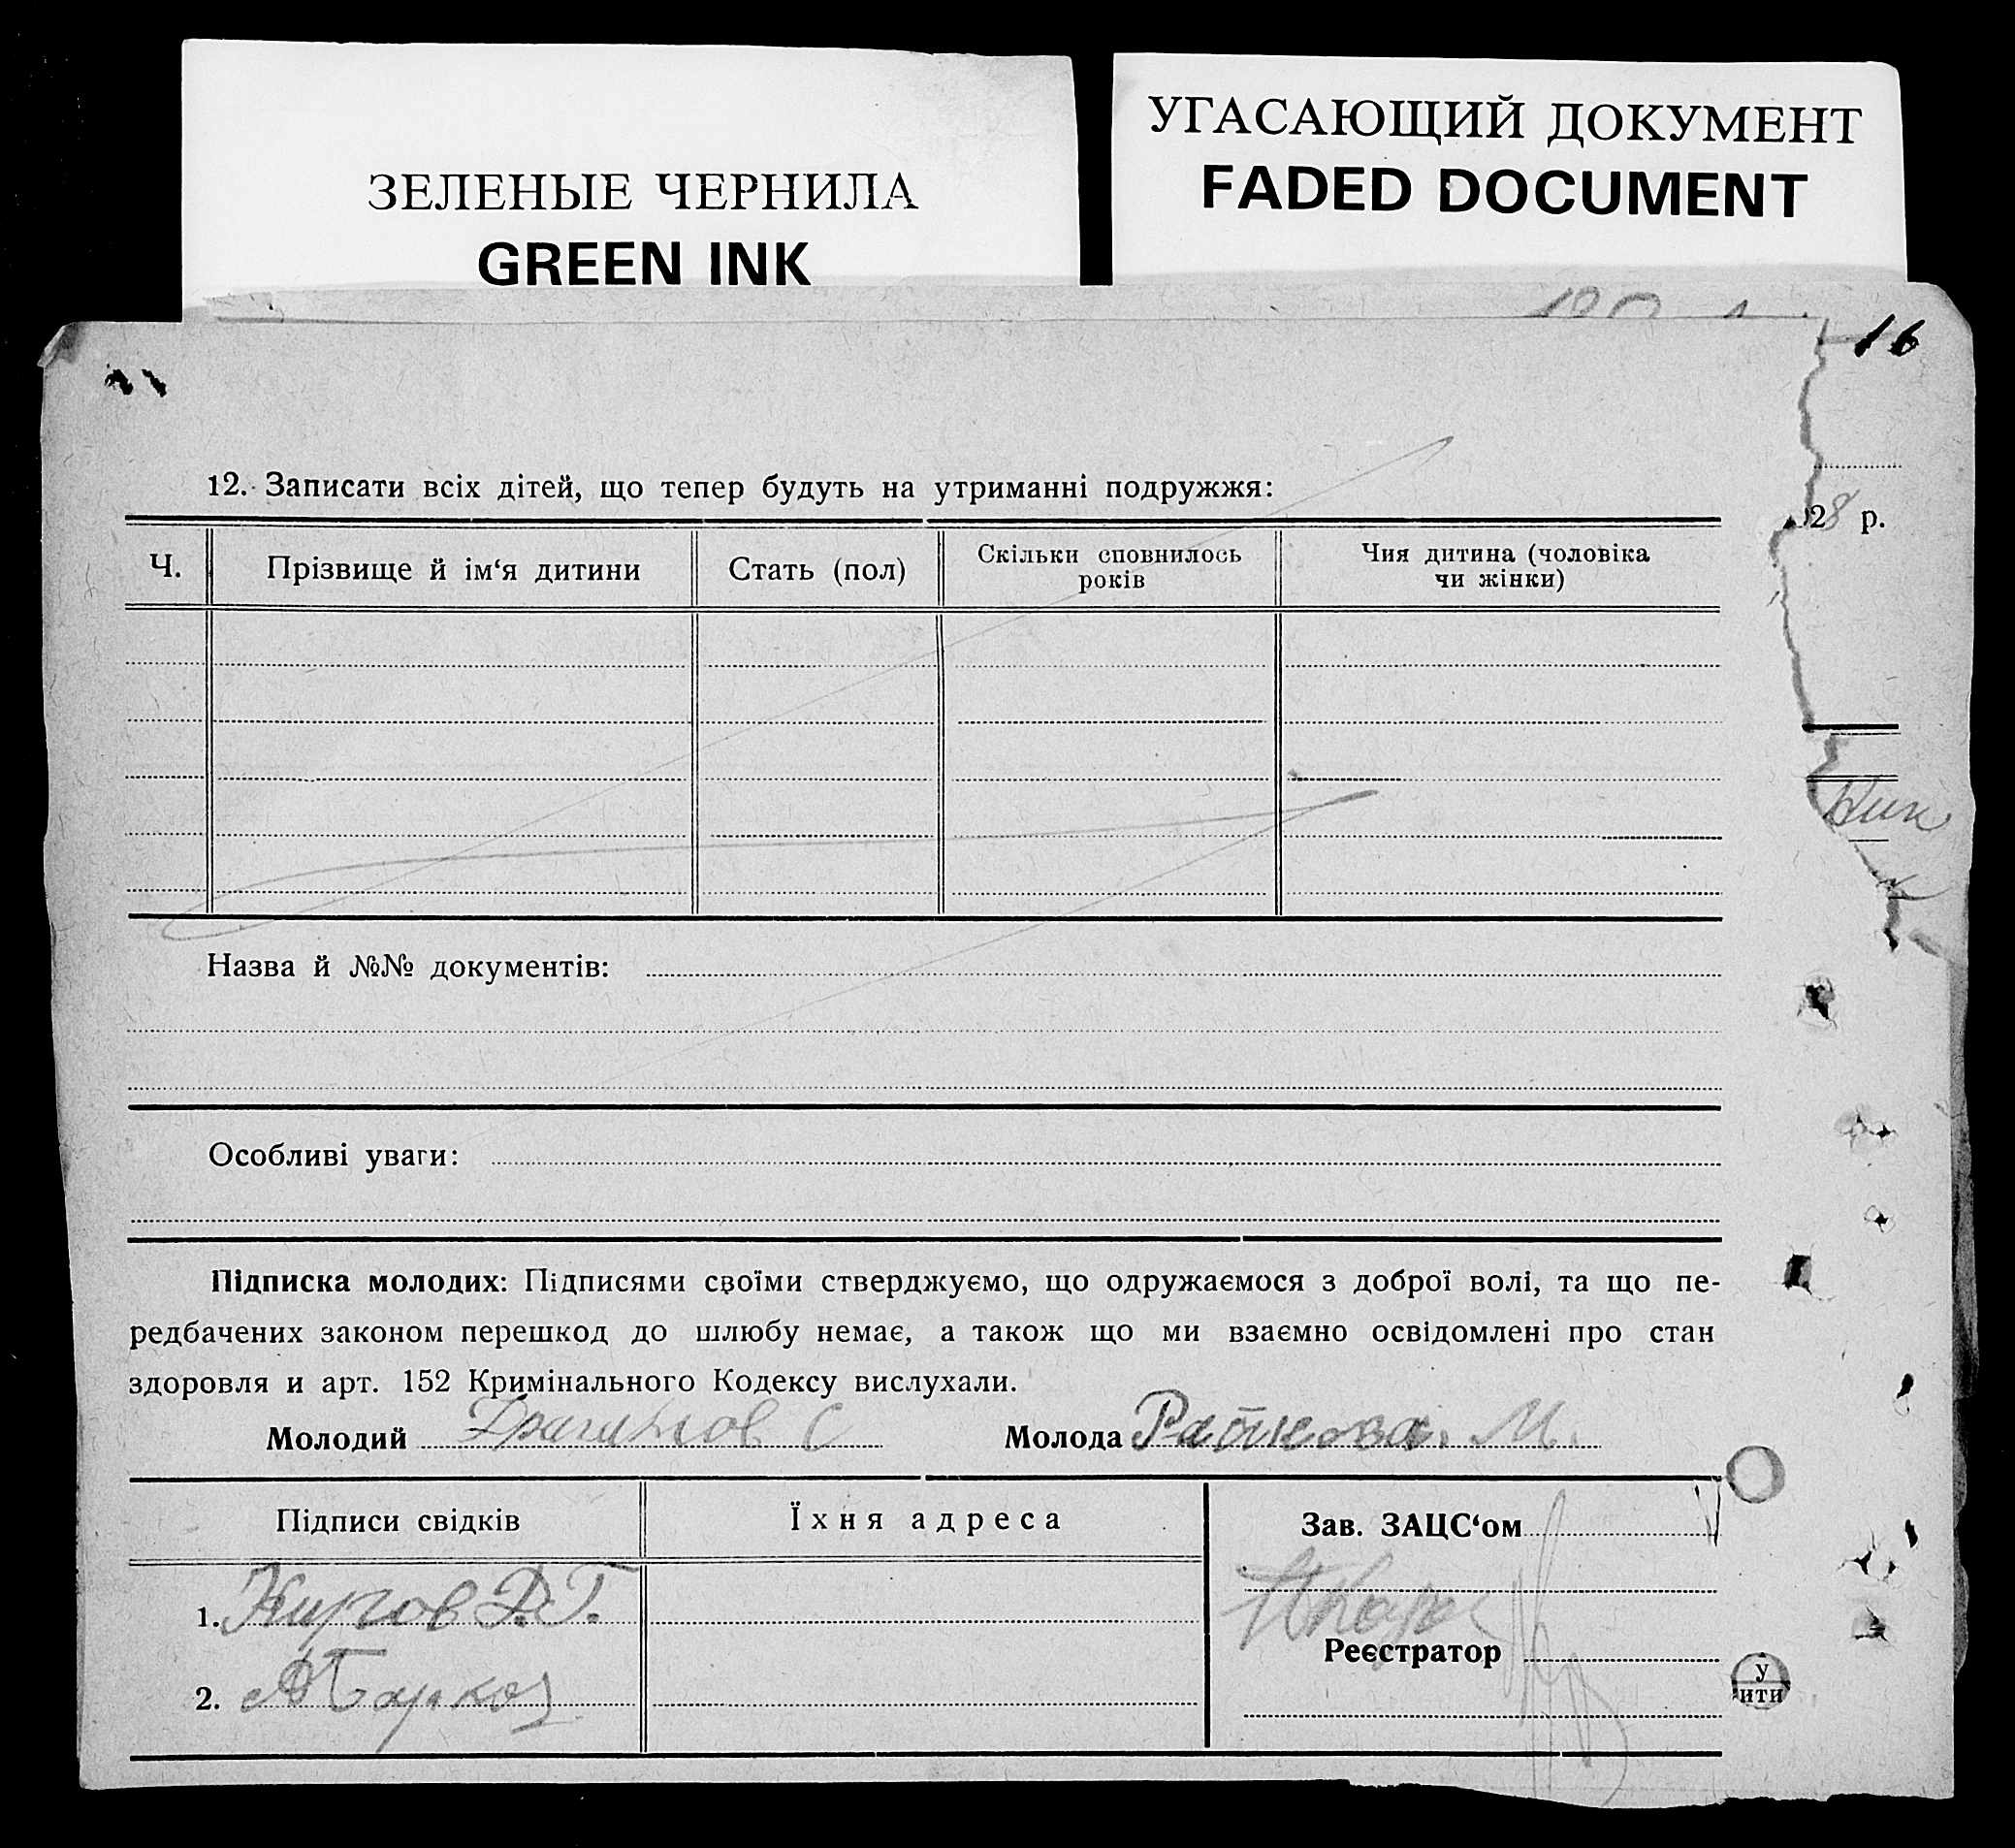 ЗЕЛЕНЫЕ ЧЕРНИЛА
GREEN INK
УГАСАЮЩИЙ ДОКУМЕНТ
FADED DOCUMENT
16
12. Записати всіх дітей, що тепер будуть на утриманні подружжя:
28 р.
Ч. Прізвище й ім‘я дитини Стать (пол) Скільки сповнилось років Чия дитина (чоловіка чи жінки)
Назва й №№ документів:
Особливі уваги:
Підписка молодих: Підписями своїми стверджуємо, що одружаємося з доброї волі, та що пе-
редбачених законом перешкод до шлюбу немає, а також що ми взаємно освідомлені про стан
здоровля и арт. 152 Кримінального Кодексу вислухали.
Молодий С Молода М.
Підписи свідків Їхня адреса Зав. ЗАЦС‘ом
1. Д.Г.
Реєстратор
2.
у
ити